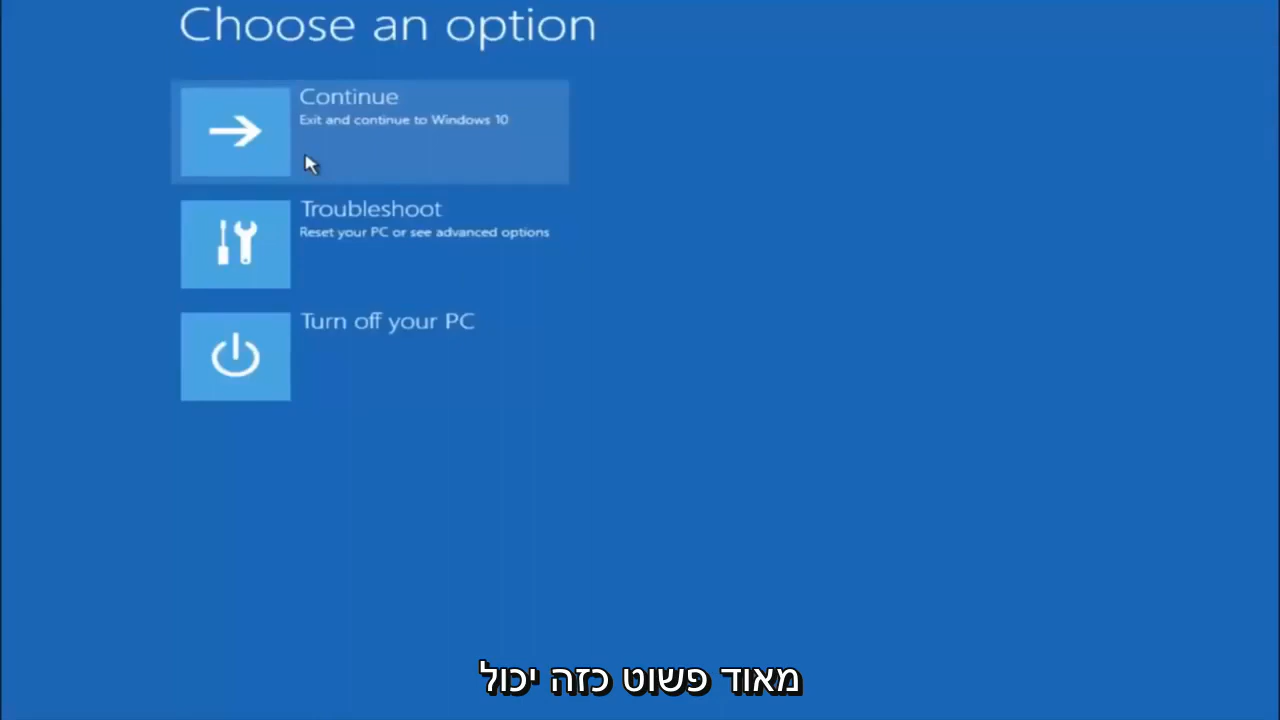 Choose an option
Continue
Exit and continue to Windows 10
Troubleshoot
Reset your PC or see advanced options
Turn off your PC
מאוד פשוט כזה יכול